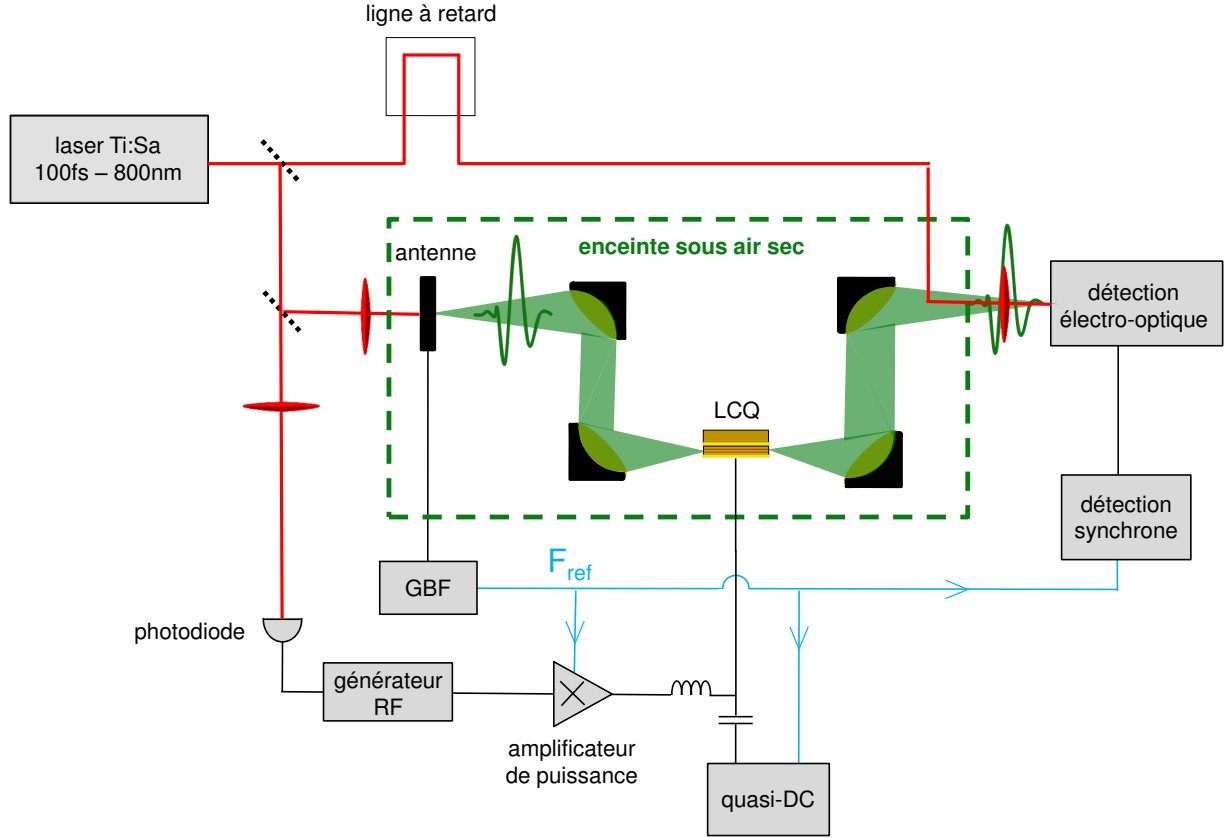 ligne à retard
laser Ti:Sa
100fs – 800nm
enceinte sous air sec
antenne
détection
électro-optique
LCQ
détection
synchrone
F_ref
GBF
photodiode
générateur
RF
amplificateur
de puissance
quasi-DC